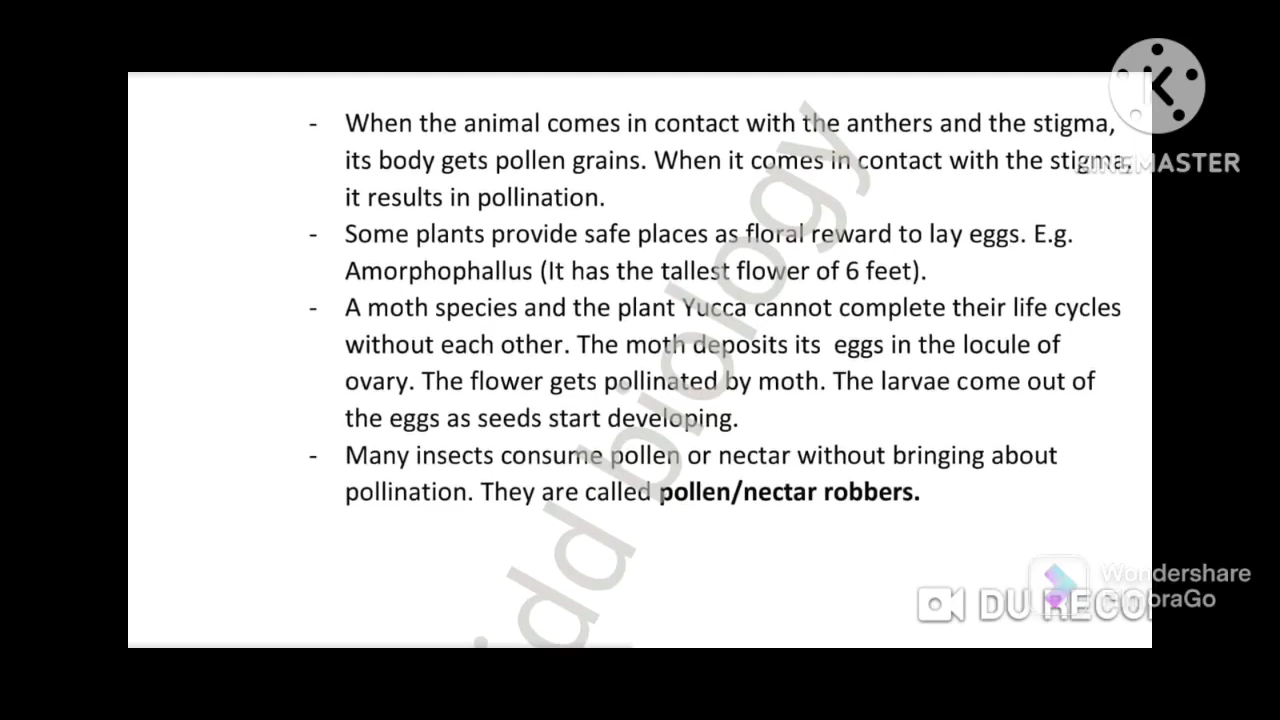 - When the animal comes in contact with the anthers and the stigma,
its body gets pollen grains. When it comes in contact with the stigma,
it results in pollination.
- Some plants provide safe places as floral reward to lay eggs. E.g.
Amorphophallus (It has the tallest flower of 6 feet).
- A moth species and the plant Yucca cannot complete their life cycles
without each other. The moth deposits its eggs in the locule of
ovary. The flower gets pollinated by moth. The larvae come out of
the eggs as seeds start developing.
- Many insects consume pollen or nectar without bringing about
pollination. They are called pollen/nectar robbers.
idd biology
KINEMASTER
Wondershare
DU RECO